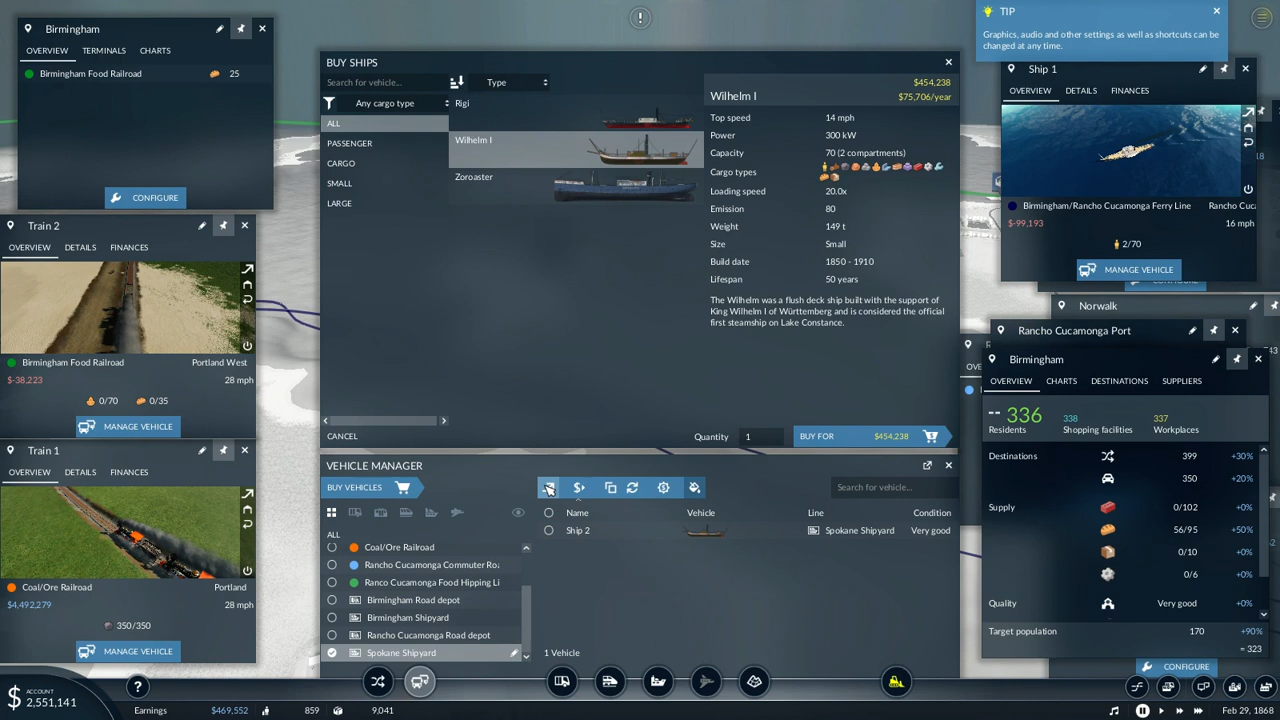 Birmingham
OVERVIEW TERMINALS CHARTS
Birmingham Food Railroad 25
CONFIGURE
Train 2
OVERVIEW DETAILS FINANCES
Birmingham Food Railroad Portland West
$-38,223 28 mph
0/70 0/35
MANAGE VEHICLE
Train 1
OVERVIEW DETAILS FINANCES
Coal/Ore Railroad Portland
$4,492,279 28 mph
350/350
MANAGE VEHICLE
BUY SHIPS
Search for vehicle... Type
Any cargo type
ALL
PASSENGER
CARGO
SMALL
LARGE
Rigi
Wilhelm I
Zoroaster
$454,238
Wilhelm I $75,706/year
Top speed 14 mph
Power 300 kW
Capacity 70 (2 compartments)
Cargo types
Loading speed 20.0x
Emission 80
Weight 149 t
Size Small
Build date 1850 - 1910
Lifespan 50 years
The Wilhelm was a flush deck ship built with the support of
King Wilhelm I of Württemberg and is considered the official
first steamship on Lake Constance.
CANCEL Quantity 1 BUY FOR $454,238
VEHICLE MANAGER
BUY VEHICLES Search for vehicle...
Name Vehicle Line Condition
Ship 2 Spokane Shipyard Very good
ALL
Coal/Ore Railroad
Rancho Cucamonga Commuter Roa
Ranco Cucamonga Food Hipping Li
Birmingham Road depot
Birmingham Shipyard
Rancho Cucamonga Road depot
Spokane Shipyard
1 Vehicle
TIP
Graphics, audio and other settings as well as shortcuts can be
changed at any time.
Ship 1
OVERVIEW DETAILS FINANCES
Birmingham/Rancho Cucamonga Ferry Line Rancho Cuca
$-99,193 16 mph
2/70
MANAGE VEHICLE
Norwalk
Rancho Cucamonga Port
Birmingham
OVERVIEW CHARTS DESTINATIONS SUPPLIERS
-- 336 338 337
Residents Shopping facilities Workplaces
Destinations 399 +30%
350 +20%
Supply 0/102 +0%
56/95 +50%
0/10 +0%
0/6 +0%
Quality Very good +0%
Target population 170 +90%
= 323
CONFIGURE
$ ACCOUNT
2,551,141
?
Earnings $469,552 859 9,041
Feb 29, 1868